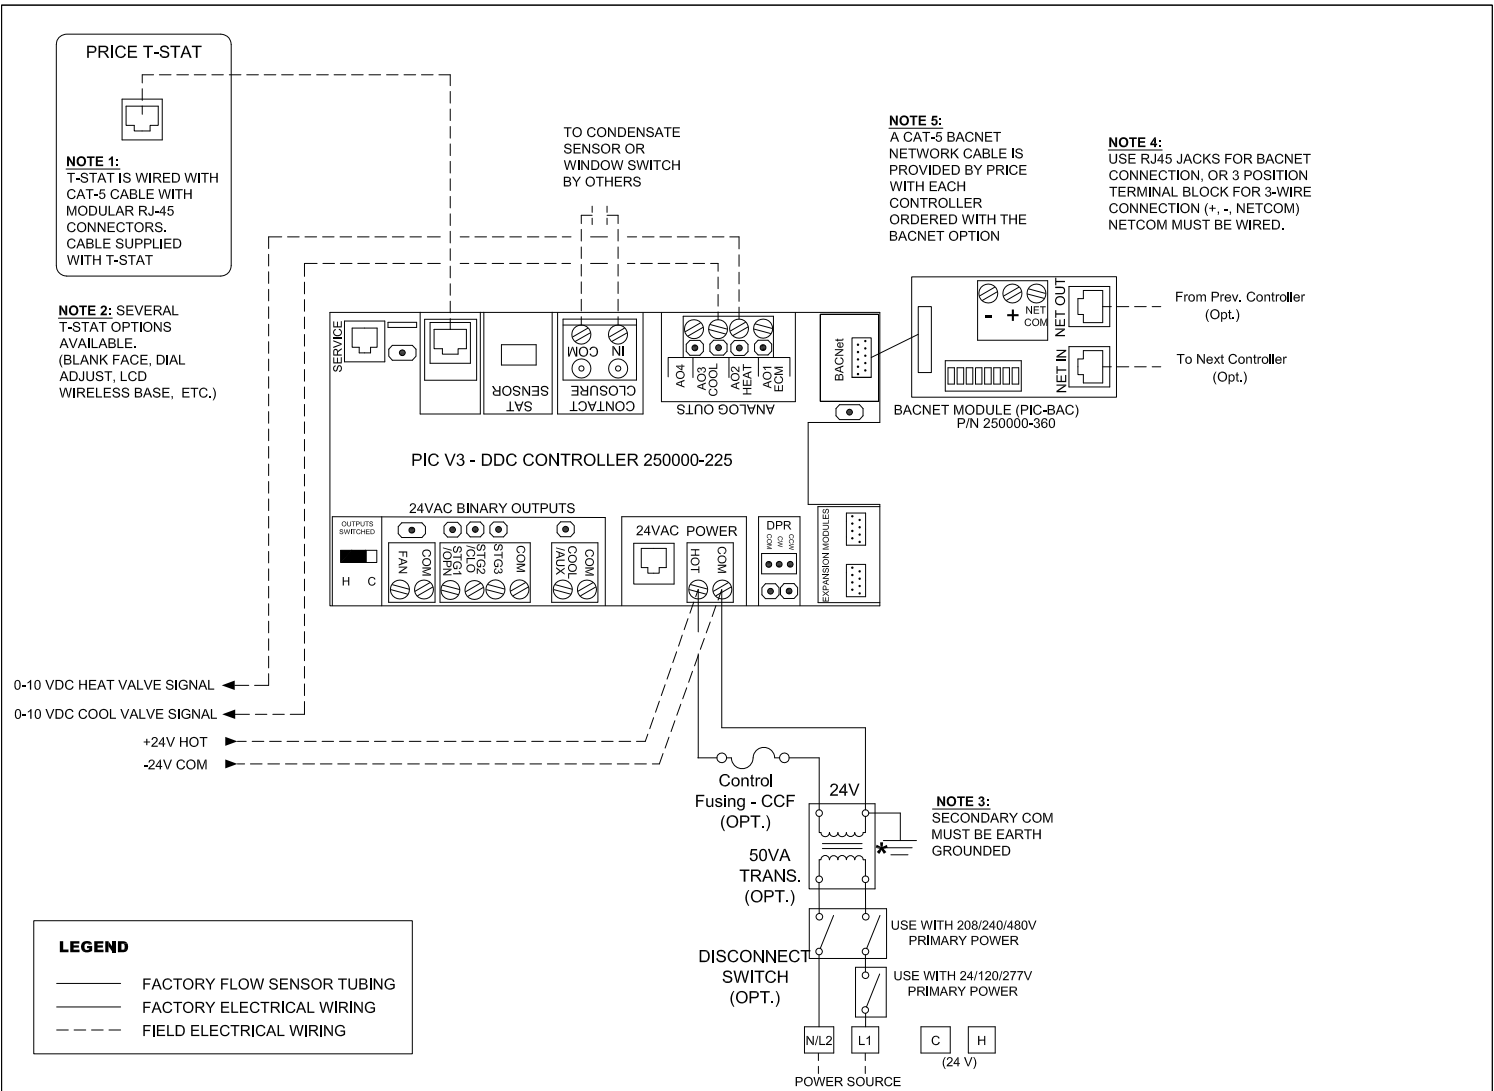 PRICE T-STAT
NOTE 1:
T-STAT IS WIRED WITH
CAT-5 CABLE WITH
MODULAR RJ-45
CONNECTORS.
CABLE SUPPLIED
WITH T-STAT
NOTE 2: SEVERAL
T-STAT OPTIONS
AVAILABLE.
(BLANK FACE, DIAL
ADJUST, LCD
WIRELESS BASE, ETC.)
TO CONDENSATE
SENSOR OR
WINDOW SWITCH
BY OTHERS
NOTE 5:
A CAT-5 BACNET
NETWORK CABLE IS
PROVIDED BY PRICE
WITH EACH
CONTROLLER
ORDERED WITH THE
BACNET OPTION
NOTE 4:
USE RJ45 JACKS FOR BACNET
CONNECTION, OR 3 POSITION
TERMINAL BLOCK FOR 3-WIRE
CONNECTION (+, -, NETCOM)
NETCOM MUST BE WIRED.
SERVICE
SAT
SENSOR
COM
IN
CONTACT
CLOSURE
AO4
AO3
COOL
AO2
HEAT
AO1
ECM
ANALOG OUTS
BACNet
- + NET
COM
NET OUT
NET IN
From Prev. Controller
(Opt.)
To Next Controller
(Opt.)
BACNET MODULE (PIC-BAC)
P/N 250000-360
PIC V3 - DDC CONTROLLER 250000-225
24VAC BINARY OUTPUTS
OUTPUTS
SWITCHED
H C
FAN
COM
STG1
/OPN
STG2
/CLO
STG3
COM
COOL
/AUX
COM
24VAC POWER
HOT
COM
DPR
COM
CW
CCW
EXPANSION MODULES
0-10 VDC HEAT VALVE SIGNAL
0-10 VDC COOL VALVE SIGNAL
+24V HOT
-24V COM
Control
Fusing - CCF
(OPT.)
24V
NOTE 3:
SECONDARY COM
MUST BE EARTH
GROUNDED
*
50VA
TRANS.
(OPT.)
USE WITH 208/240/480V
PRIMARY POWER
DISCONNECT
SWITCH
(OPT.)
USE WITH 24/120/277V
PRIMARY POWER
N/L2
L1
C
H
(24 V)
POWER SOURCE
LEGEND
FACTORY FLOW SENSOR TUBING
FACTORY ELECTRICAL WIRING
FIELD ELECTRICAL WIRING